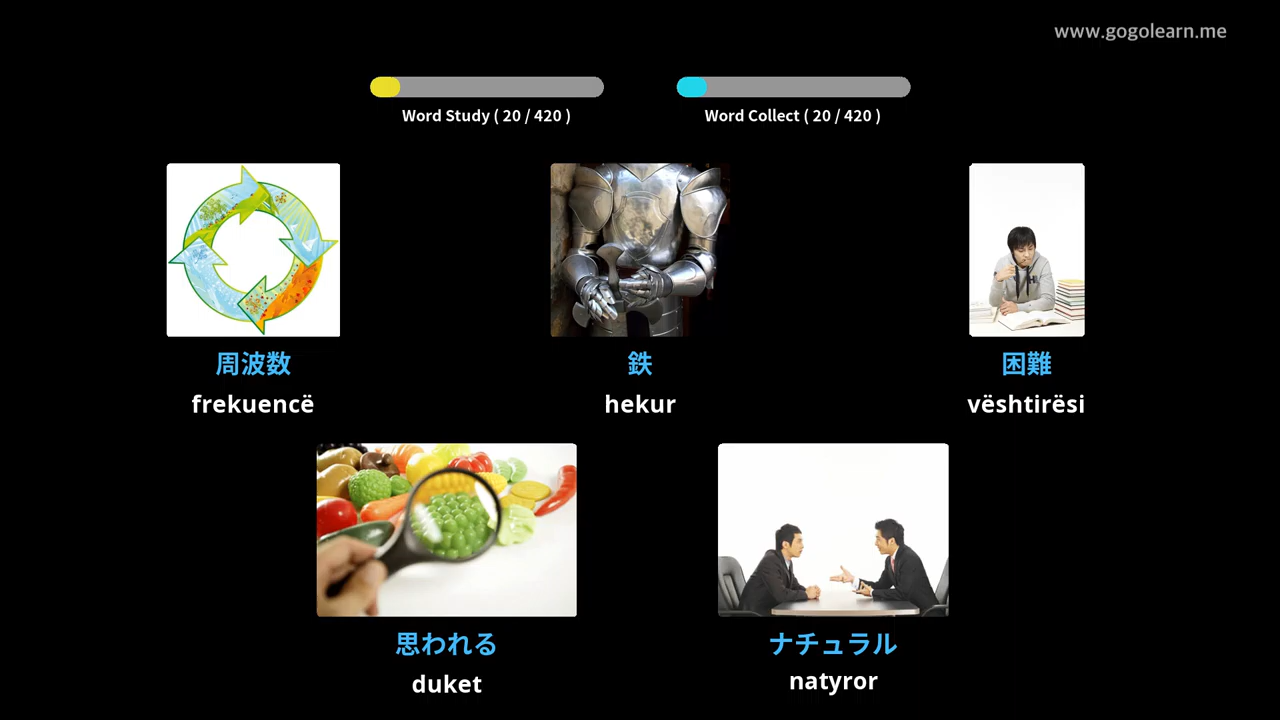 www.gogolearn.me
Word Study ( 20 / 420 )
Word Collect ( 20 / 420 )
周波数
frekuencë
鉄
hekur
困難
vështirësi
思われる
duket
ナチュラル
natyror